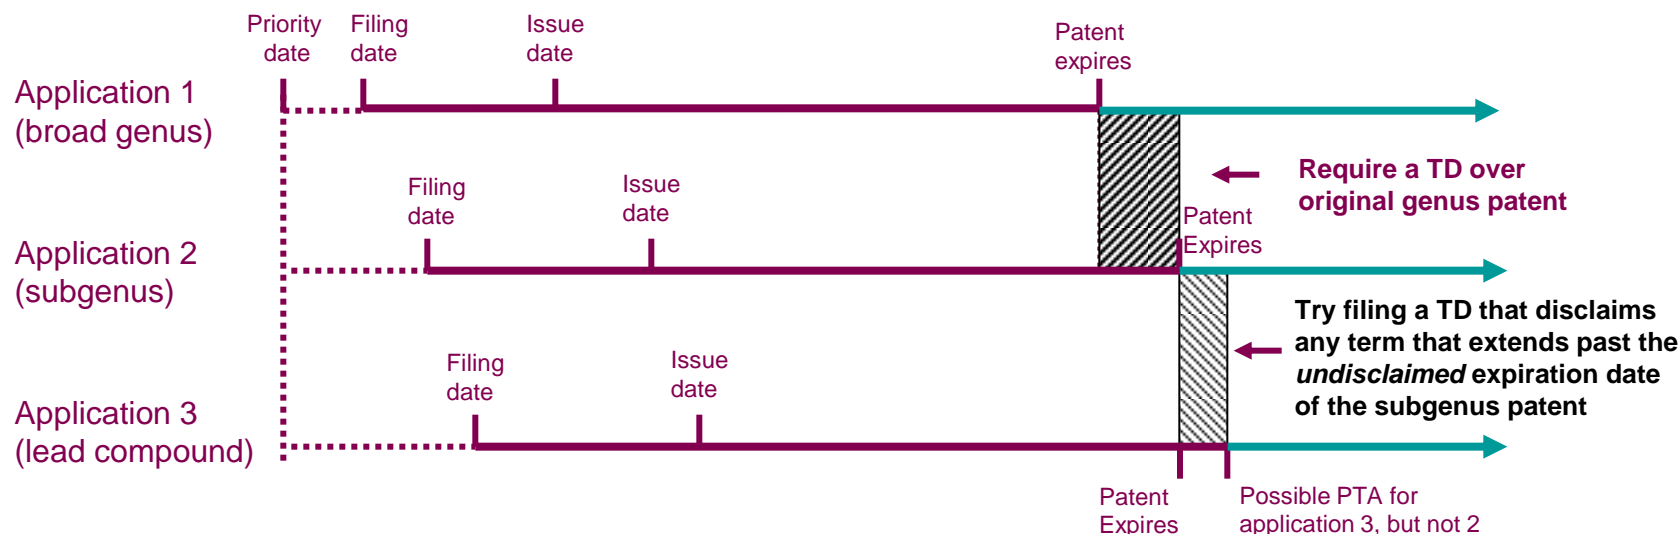 Priority
date
Filing
date
Issue
date
Patent
expires
Application 1
(broad genus)
Require a TD over
original genus patent
Filing
date
Issue
date
Patent
Expires
Application 2
(subgenus)
Try filing a TD that disclaims
any term that extends past the
undisclaimed expiration date
of the subgenus patent
Filing
date
Issue
date
Application 3
(lead compound)
Patent
Expires
Possible PTA for
application 3, but not 2